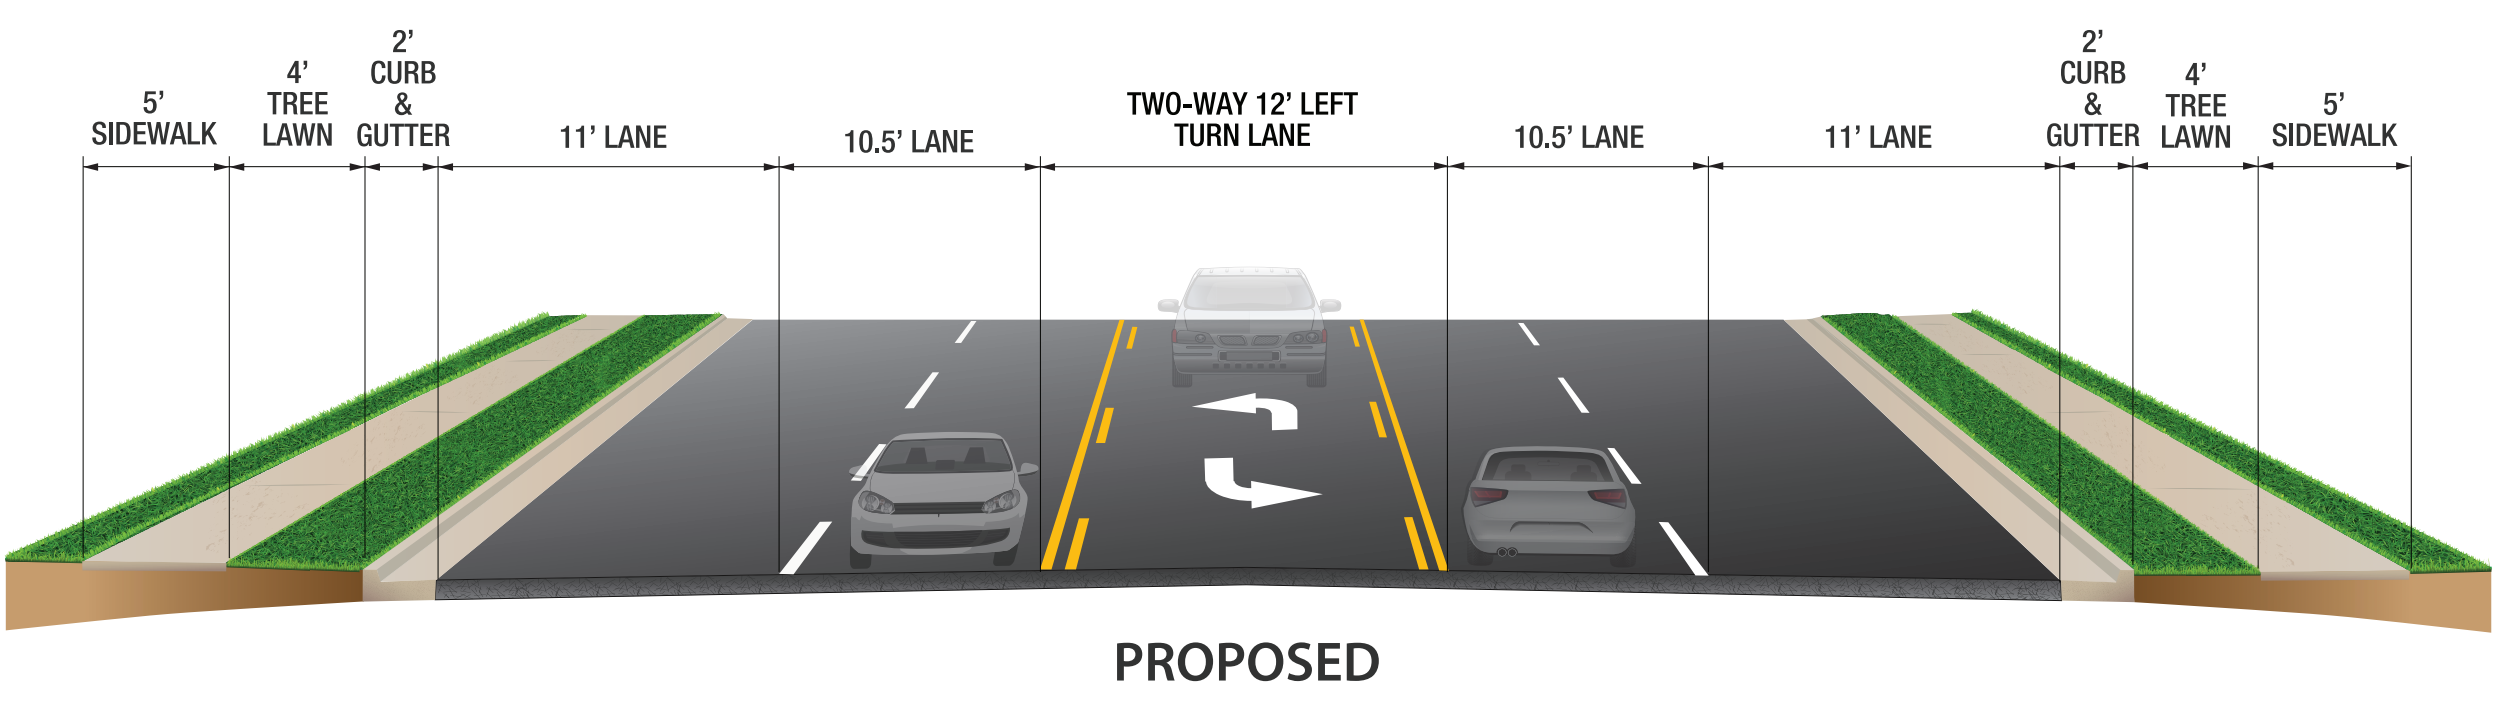 5’
SIDEWALK
4’
TREE
LAWN
2’
CURB
&
GUTTER
11’ LANE
10.5’ LANE
TWO-WAY 12’ LEFT
TURN LANE
10.5’ LANE
11’ LANE
2’
CURB
&
GUTTER
4’
TREE
LAWN
5’
SIDEWALK
PROPOSED